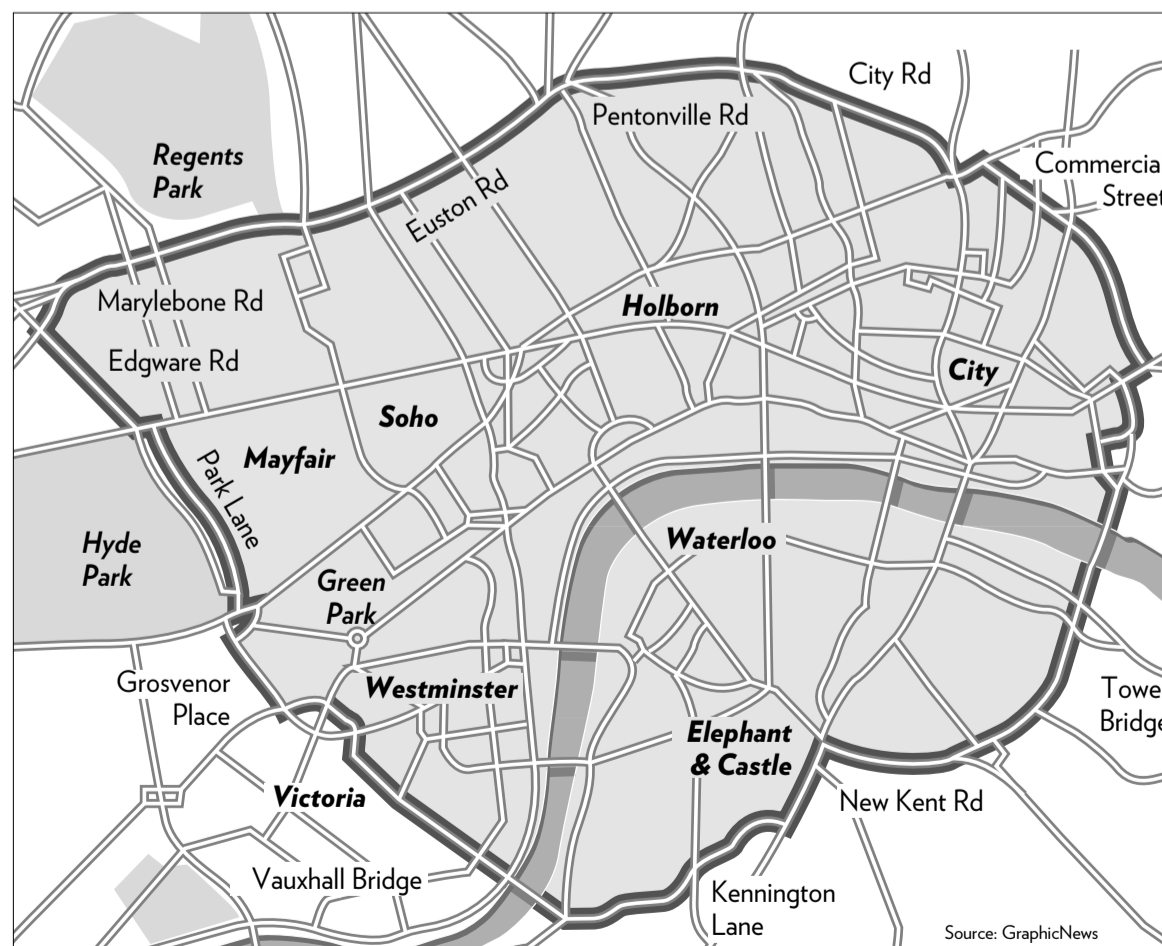 City Rd
Pentonville Rd
Regents
Park
Commercia
Street
Euston Rd
Marylebone Rd
Holborn
Edgware Rd
City
Soho
Mayfair
Park Lane
Hyde
Park
Waterloo
Green
Park
Grosvenor
Place
Westminster
Towe
Bridge
Elephant
& Castle
Victoria
New Kent Rd
Vauxhall Bridge
Kennington
Lane
Source: GraphicNews